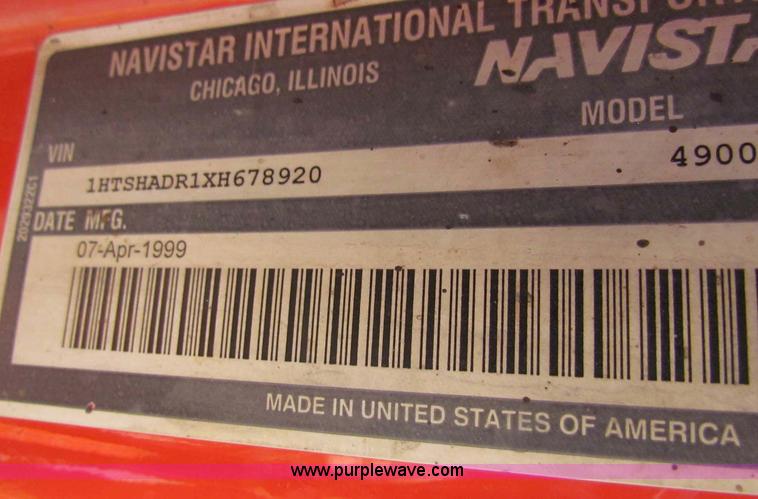 NAVISTAR INTERNATIONAL
CHICAGO, ILLINOIS
MODEL
VIN
1HTSHADR1XH678920
4900
2029322C1
DATE MFG.
07-Apr-1999
MADE IN UNITED STATES OF AMERICA
www.purplewave.com